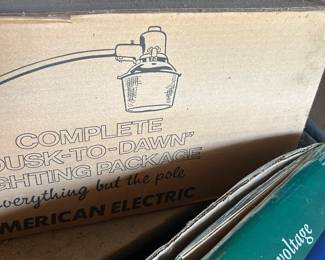 COMPLETE
DUSK-TO-DAWN”
LIGHTING PACKAGE
everything but the pole
AMERICAN ELECTRIC
voltage